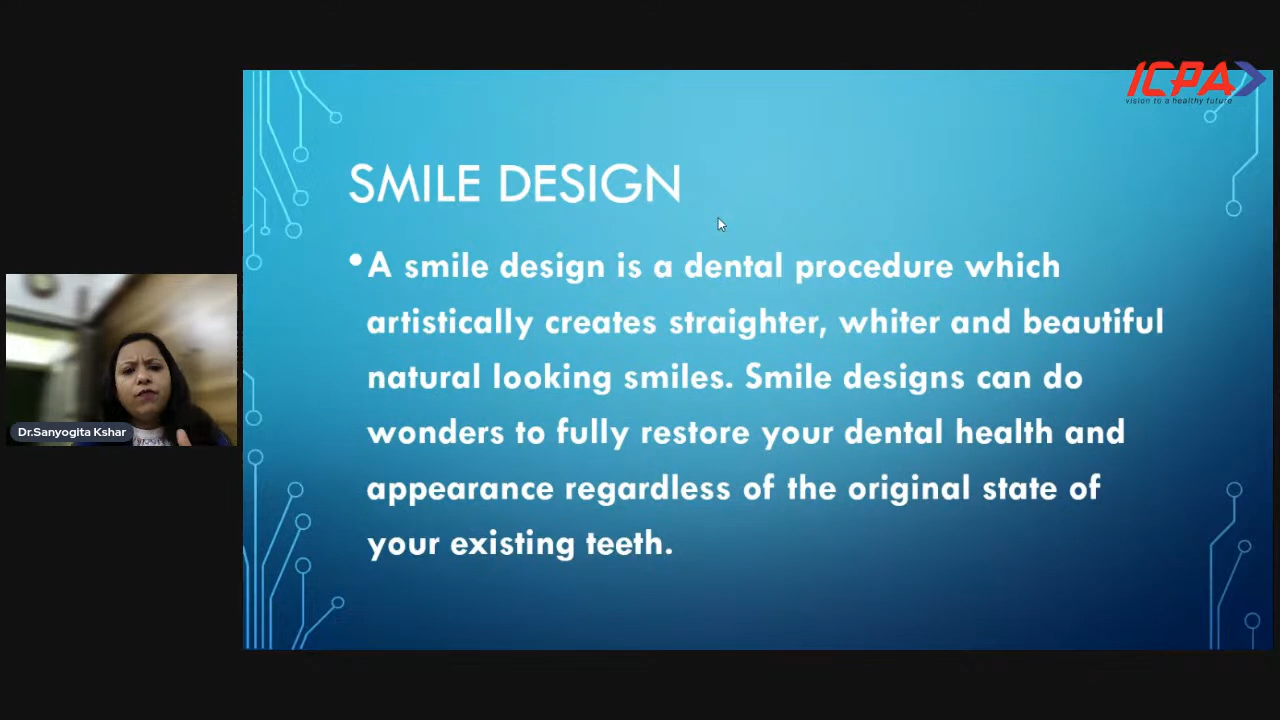 ICPA
vision to a healthy future
SMILE DESIGN
•A smile design is a dental procedure which
artistically creates straighter, whiter and beautiful
natural looking smiles. Smile designs can do
wonders to fully restore your dental health and
appearance regardless of the original state of
your existing teeth.
Dr.Sanyogita Kshar